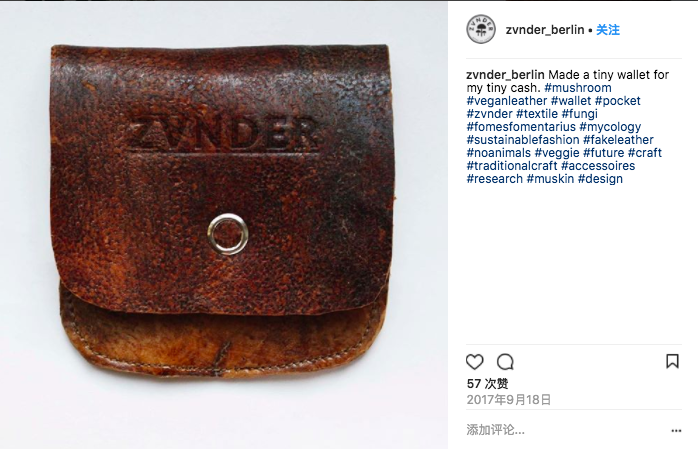 ZVNDER
zvnder_berlin • 关注
zvnder_berlin Made a tiny wallet for
my tiny cash. #mushroom
#veganleather #wallet #pocket
#zvnder #textile #fungi
#fomesfomentarius #mycology
#sustainablefashion #fakeleather
#noanimals #veggie #future #craft
#traditionalcraft #accessoires
#research #muskin #design
57 次赞
2017年9月18日
添加评论...